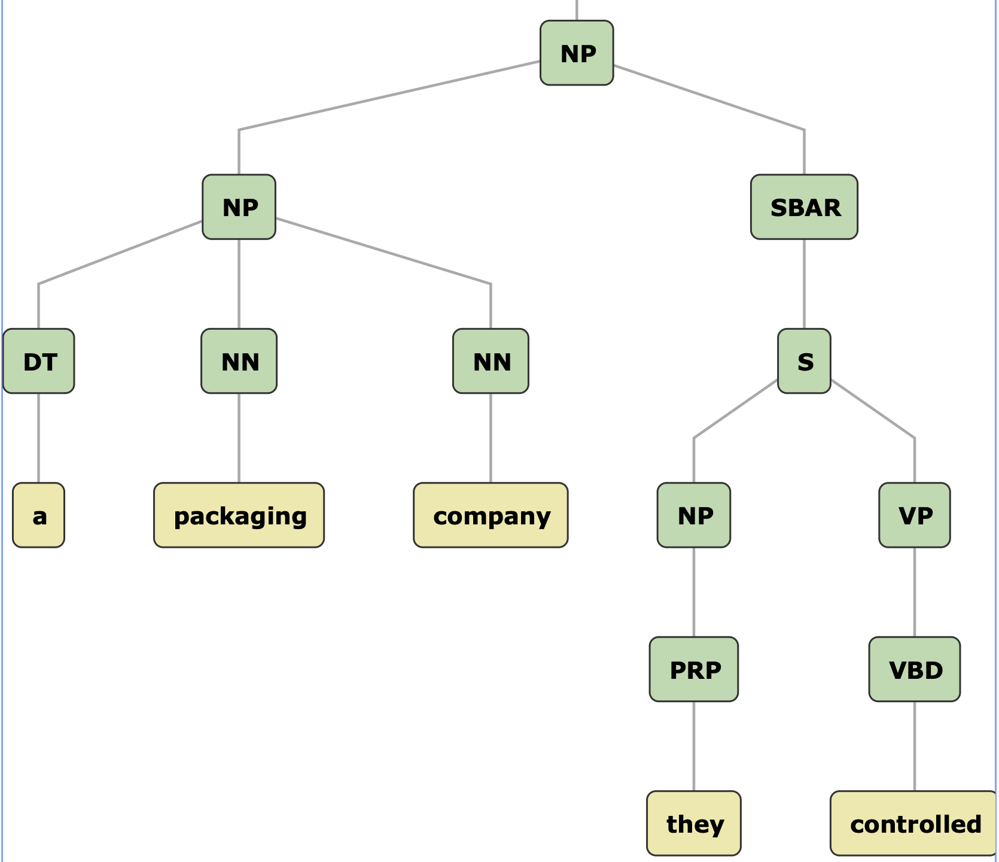 NP
NP SBAR
DT NN NN S
a packaging company NP VP
PRP VBD
they controlled